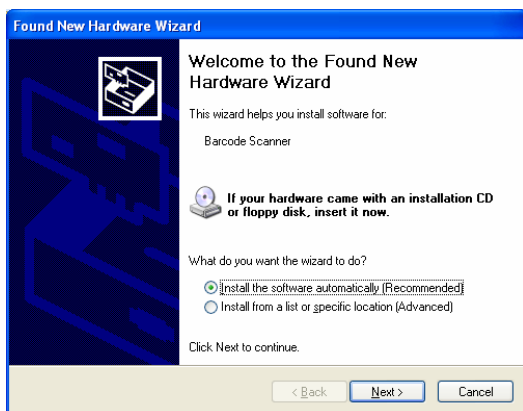 Found New Hardware Wizard
Welcome to the Found New
Hardware Wizard
This wizard helps you install software for:
Barcode Scanner
If your hardware came with an installation CD
or floppy disk, insert it now.
What do you want the wizard to do?
Install the software automatically (Recommended)
Install from a list or specific location (Advanced)
Click Next to continue.
< Back Next > Cancel